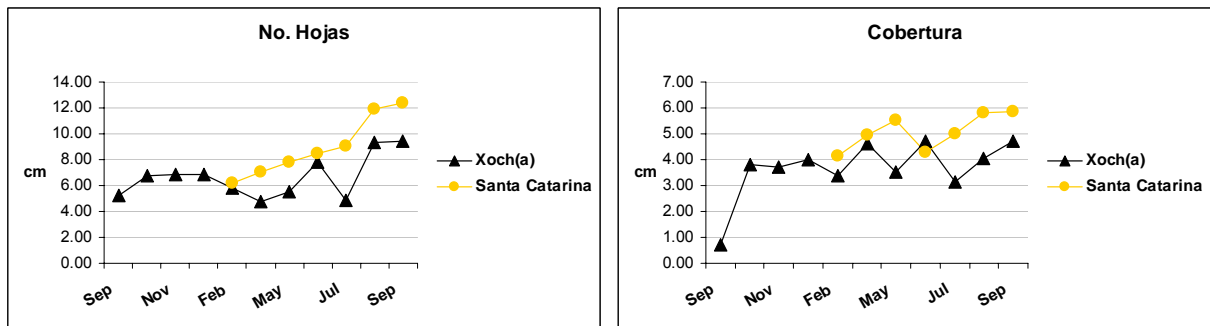 No. Hojas
14.00
12.00
10.00
8.00
6.00
4.00
2.00
0.00
cm
Sep
Nov
Feb
May
Jul
Sep
Xoch(a)
Santa Catarina
Cobertura
7.00
6.00
5.00
4.00
3.00
2.00
1.00
0.00
cm
Sep
Nov
Feb
May
Jul
Sep
Xoch(a)
Santa Catarina